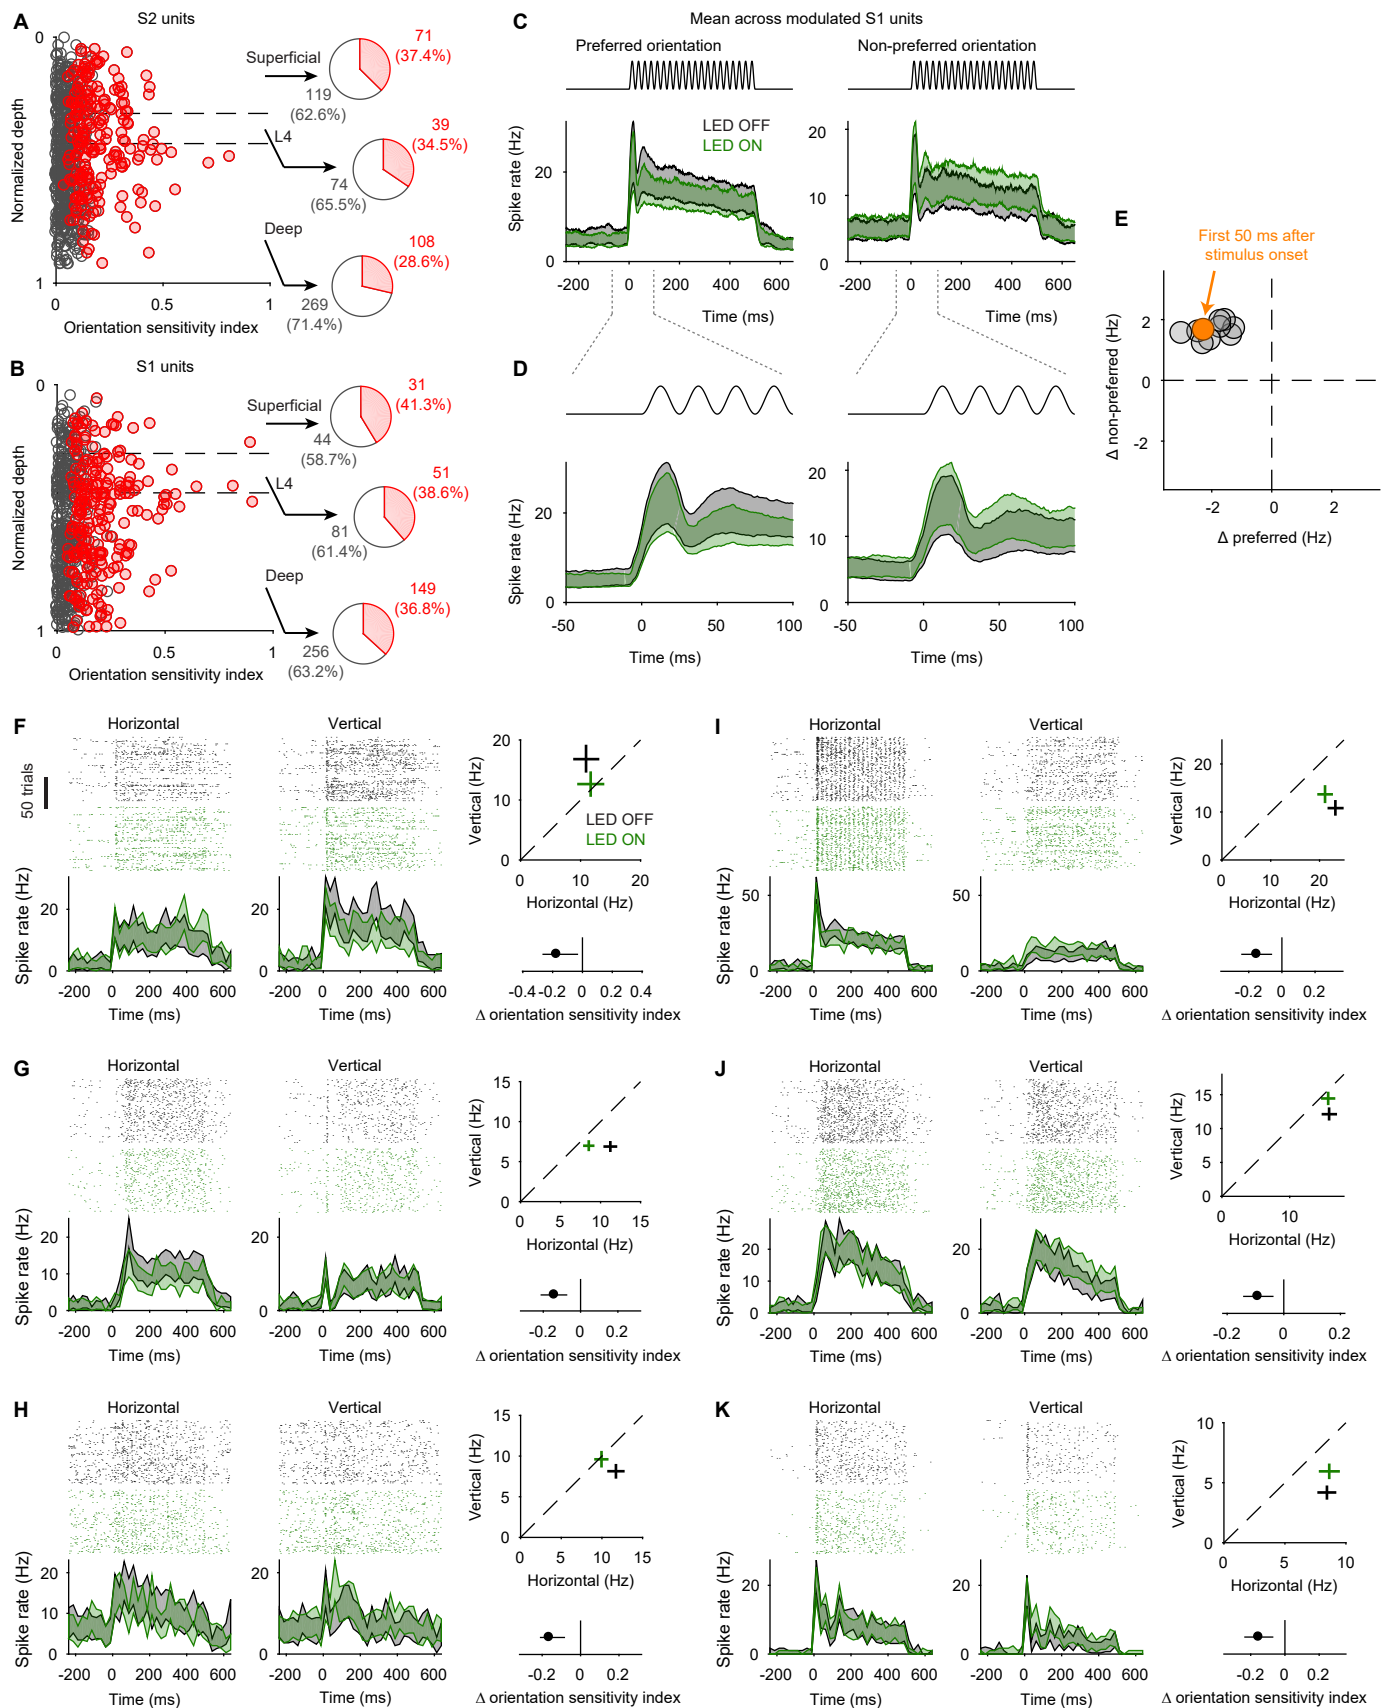 A
S2 units
0
Normalized depth
1
0
0.5
1
Orientation sensitivity index
Superficial
71
(37.4%)
119
(62.6%)
L4
39
(34.5%)
74
(65.5%)
Deep
108
(28.6%)
269
(71.4%)
B
S1 units
0
Normalized depth
1
0
0.5
1
Orientation sensitivity index
Superficial
31
(41.3%)
44
(58.7%)
L4
51
(38.6%)
81
(61.4%)
Deep
149
(36.8%)
256
(63.2%)
C
Mean across modulated S1 units
Preferred orientation
Non-preferred orientation
LED OFF
LED ON
Spike rate (Hz)
20
0
-200 0 200 400 600
Time (ms)
20
10
0
-200 0 200 400 600
Time (ms)
D
Spike rate (Hz)
20
0
-50 0 50 100
Time (ms)
20
10
0
-50 0 50 100
Time (ms)
E
First 50 ms after
stimulus onset
Δ non-preferred (Hz)
2
0
-2
-2 0 2
Δ preferred (Hz)
F
Horizontal
Vertical
50 trials
Spike rate (Hz)
20
0
-200 0 200 400 600
Time (ms)
20
0
-200 0 200 400 600
Time (ms)
Vertical (Hz)
20
10
0
LED OFF
LED ON
0 10 20
Horizontal (Hz)
-0.4 -0.2 0 0.2 0.4
Δ orientation sensitivity index
G
Horizontal
Vertical
Spike rate (Hz)
20
10
0
-200 0 200 400 600
Time (ms)
20
10
0
-200 0 200 400 600
Time (ms)
Vertical (Hz)
15
10
5
0
0 5 10 15
Horizontal (Hz)
-0.2 0 0.2
Δ orientation sensitivity index
H
Horizontal
Vertical
Spike rate (Hz)
20
10
0
-200 0 200 400 600
Time (ms)
20
10
0
-200 0 200 400 600
Time (ms)
Vertical (Hz)
15
10
5
0
0 5 10 15
Horizontal (Hz)
-0.2 0 0.2
Δ orientation sensitivity index
I
Horizontal
Vertical
Spike rate (Hz)
50
0
-200 0 200 400 600
Time (ms)
50
0
-200 0 200 400 600
Time (ms)
Vertical (Hz)
20
10
0
0 10 20
Horizontal (Hz)
-0.2 0 0.2
Δ orientation sensitivity index
J
Horizontal
Vertical
Spike rate (Hz)
20
10
0
-200 0 200 400 600
Time (ms)
20
0
-200 0 200 400 600
Time (ms)
Vertical (Hz)
15
10
5
0
0 10
Horizontal (Hz)
-0.2 0 0.2
Δ orientation sensitivity index
K
Horizontal
Vertical
Spike rate (Hz)
20
0
-200 0 200 400 600
Time (ms)
20
0
-200 0 200 400 600
Time (ms)
Vertical (Hz)
10
5
0
0 5 10
Horizontal (Hz)
-0.2 0 0.2
Δ orientation sensitivity index